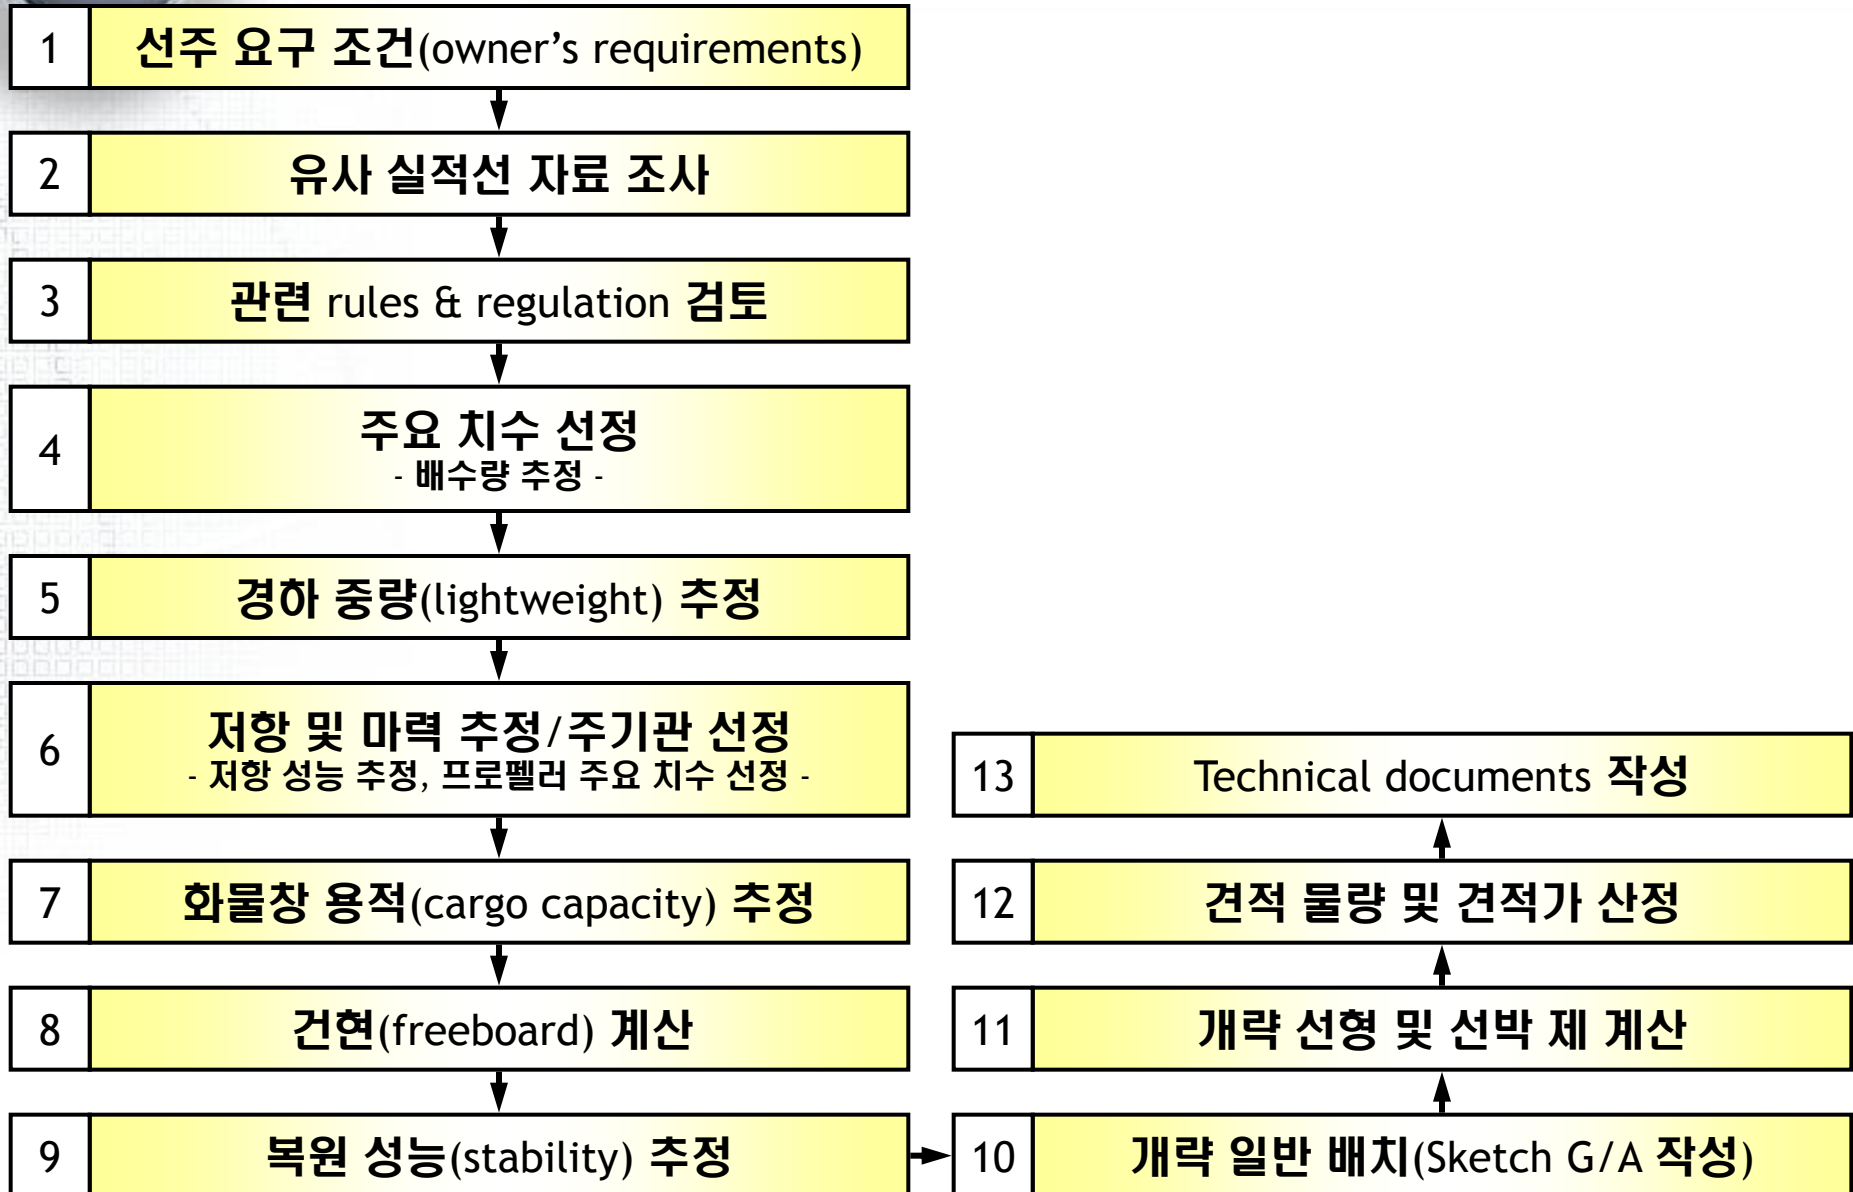 1 선주 요구 조건(owner’s requirements)
2 유사 실적선 자료 조사
3 관련 rules & regulation 검토
4 주요 치수 선정
- 배수량 추정 -
5 경하 중량(lightweight) 추정
6 저항 및 마력 추정/주기관 선정
- 저항 성능 추정, 프로펠러 주요 치수 선정 -
7 화물창 용적(cargo capacity) 추정
8 건현(freeboard) 계산
9 복원 성능(stability) 추정
10 개략 일반 배치(Sketch G/A 작성)
11 개략 선형 및 선박 제 계산
12 견적 물량 및 견적가 산정
13 Technical documents 작성